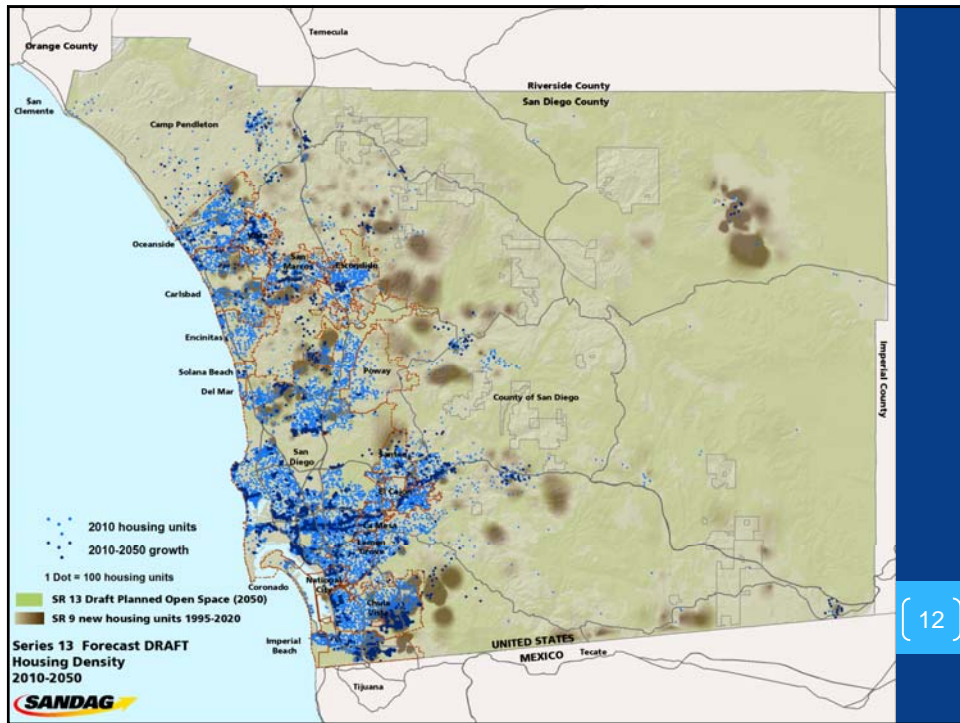 Temecula
Orange County
Riverside County
San Diego County
San
Clemente
Camp Pendleton
Oceanside
Vista
San
Marcos
Escondido
Carlsbad
Encinitas
Solana Beach
Poway
Del Mar
Imperial County
County of San Diego
San
Diego
Santee
El Cajon
La Mesa
Lemon
Grove
Coronado
National
City
Chula
Vista
Imperial
Beach
UNITED STATES
MEXICO
Tecate
Tijuana
2010 housing units
2010-2050 growth
1 Dot = 100 housing units
SR 13 Draft Planned Open Space (2050)
SR 9 new housing units 1995-2020
Series 13 Forecast DRAFT
Housing Density
2010-2050
SANDAG
12